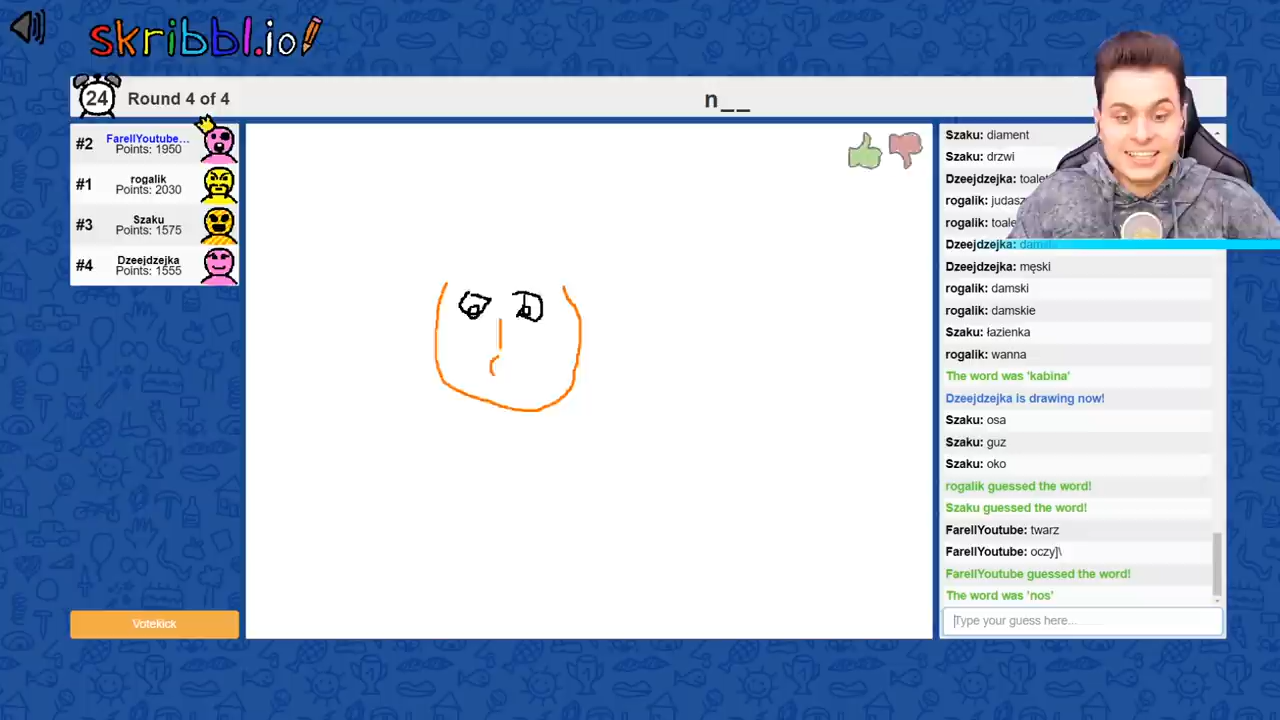 skribbl.io
24
Round 4 of 4
n__
#2
FarellYoutube...
Points: 1950
#1
rogalik
Points: 2030
#3
Szaku
Points: 1575
#4
Dzeejdzejka
Points: 1555
Votekick
Szaku: diament
Szaku: drzwi
Dzeejdzejka:
rogalik:
rogalik:
Dzeejdzejka:
Dzeejdzejka: męski
rogalik: damski
rogalik: damskie
Szaku: łazienka
rogalik: wanna
The word was 'kabina'
Dzeejdzejka is drawing now!
Szaku: osa
Szaku: guz
Szaku: oko
rogalik guessed the word!
Szaku guessed the word!
FarellYoutube: twarz
FarellYoutube: oczy]\
FarellYoutube guessed the word!
The word was 'nos'
Type your guess here...